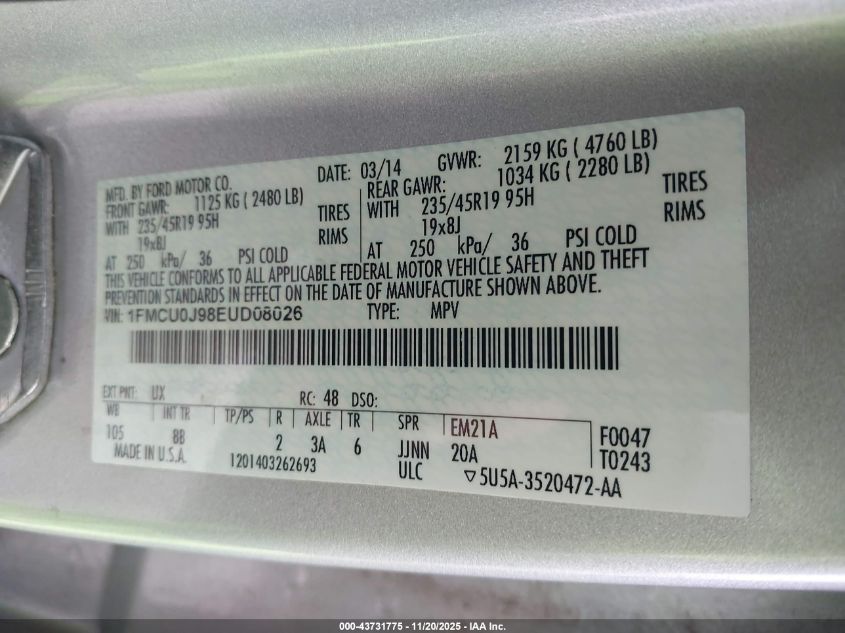 MFD. BY FORD MOTOR CO. DATE: 03/14 GVWR: 2159 KG ( 4760 LB)
FRONT GAWR: 1125 KG ( 2480 LB) REAR GAWR: 1034 KG ( 2280 LB)
WITH 235/45R19 95H TIRES WITH 235/45R19 95H TIRES
19x8J RIMS 19x8J RIMS
AT 250 kPa/ 36 PSI COLD AT 250 kPa/ 36 PSI COLD
THIS VEHICLE CONFORMS TO ALL APPLICABLE FEDERAL MOTOR VEHICLE SAFETY AND THEFT
PREVENTION STANDARDS IN EFFECT ON THE DATE OF MANUFACTURE SHOWN ABOVE.
VIN: 1FMCU0J98EUD08026 TYPE: MPV
EXT PNT: UX RC: 48 DSO:
WB INT TR TP/PS R AXLE TR SPR EM21A F0047
105 8B 2 3A 6 JJNN 20A T0243
MADE IN U.S.A. 1201403262693 ULC ▽5U5A-3520472-AA
000-43731775 - 11/20/2025 - IAA Inc.